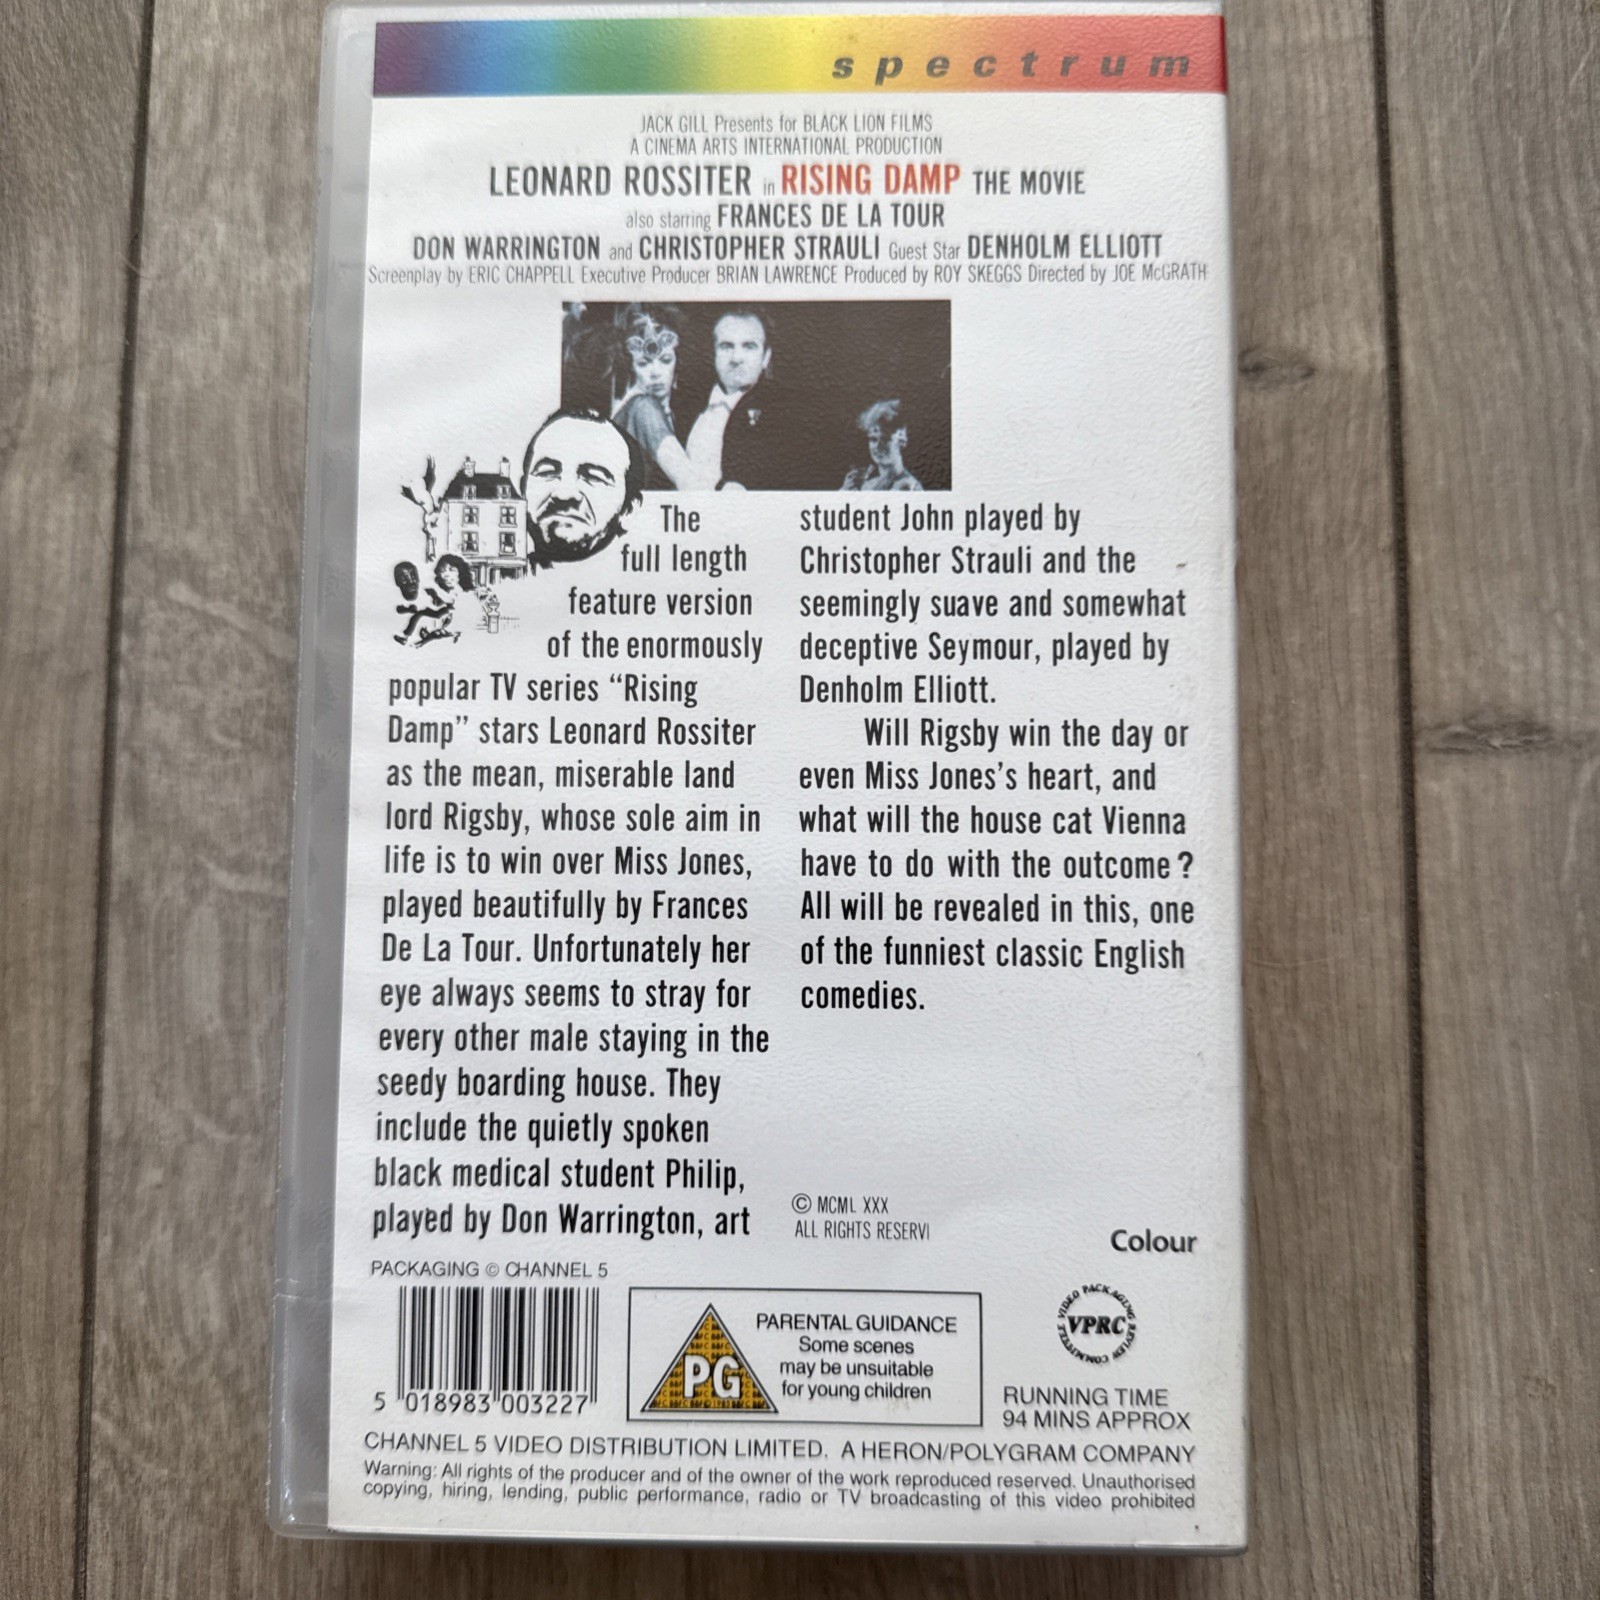 spectrum
JACK GILL Presents for BLACK LION FILMS
A CINEMA ARTS INTERNATIONAL PRODUCTION
LEONARD ROSSITER in RISING DAMP THE MOVIE
also starring FRANCES DE LA TOUR
DON WARRINGTON and CHRISTOPHER STRAULI Guest Star DENHOLM ELLIOTT
Screenplay by ERIC CHAPPELL Executive Producer BRIAN LAWRENCE Produced by ROY SKEGGS Directed by JOE McGRATH
The
full length
feature version
of the enormously
popular TV series “Rising
Damp” stars Leonard Rossiter
as the mean, miserable land
lord Rigsby, whose sole aim in
life is to win over Miss Jones,
played beautifully by Frances
De La Tour. Unfortunately her
eye always seems to stray for
every other male staying in the
seedy boarding house. They
include the quietly spoken
black medical student Philip,
played by Don Warrington, art
student John played by
Christopher Strauli and the
seemingly suave and somewhat
deceptive Seymour, played by
Denholm Elliott.
Will Rigsby win the day or
even Miss Jones’s heart, and
what will the house cat Vienna
have to do with the outcome?
All will be revealed in this, one
of the funniest classic English
comedies.
© MCML XXX
ALL RIGHTS RESERVI
Colour
PACKAGING © CHANNEL 5
5 018983 003227
PG
PARENTAL GUIDANCE
Some scenes
may be unsuitable
for young children
VIDEO PACKAGING REVIEW COMMITTEE
VPRC
RUNNING TIME
94 MINS APPROX
CHANNEL 5 VIDEO DISTRIBUTION LIMITED. A HERON/POLYGRAM COMPANY
Warning: All rights of the producer and of the owner of the work reproduced reserved. Unauthorised
copying, hiring, lending, public performance, radio or TV broadcasting of this video prohibited